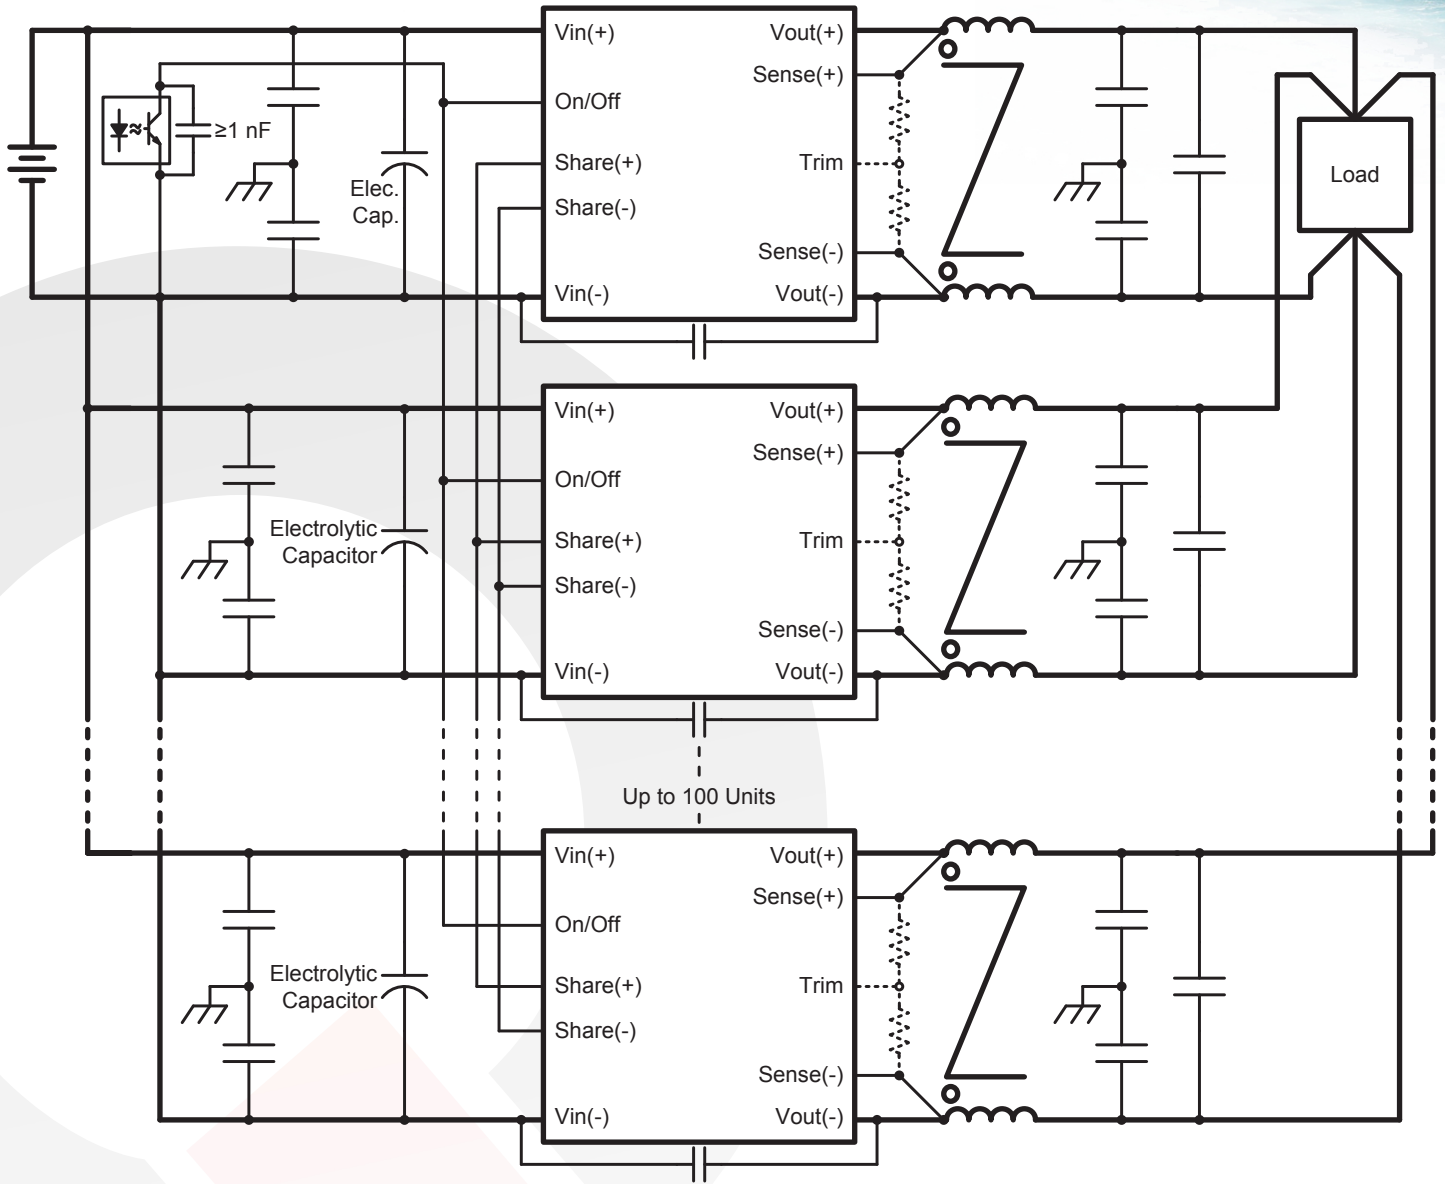 Vin(+)
Vout(+)
Sense(+)
On/Off
≥1 nF
Share(+)
Trim
Elec.
Cap.
Load
Share(-)
Sense(-)
Vin(-)
Vout(-)
Vin(+)
Vout(+)
Sense(+)
On/Off
Electrolytic
Capacitor
Share(+)
Trim
Share(-)
Sense(-)
Vin(-)
Vout(-)
Up to 100 Units
Vin(+)
Vout(+)
Sense(+)
On/Off
Electrolytic
Capacitor
Share(+)
Trim
Share(-)
Sense(-)
Vin(-)
Vout(-)